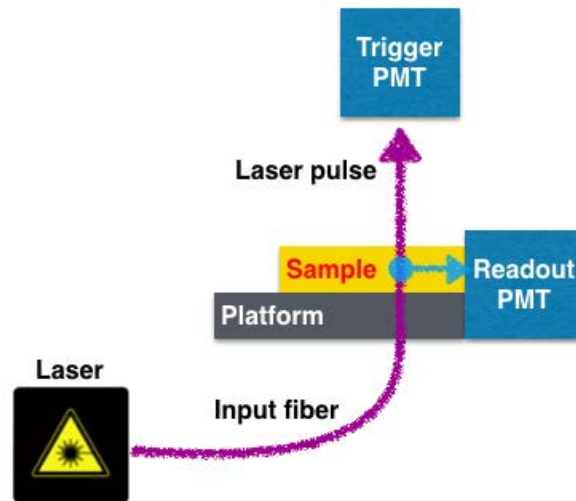 Trigger
PMT
Laser pulse
Sample
Readout
PMT
Platform
Laser
Input fiber